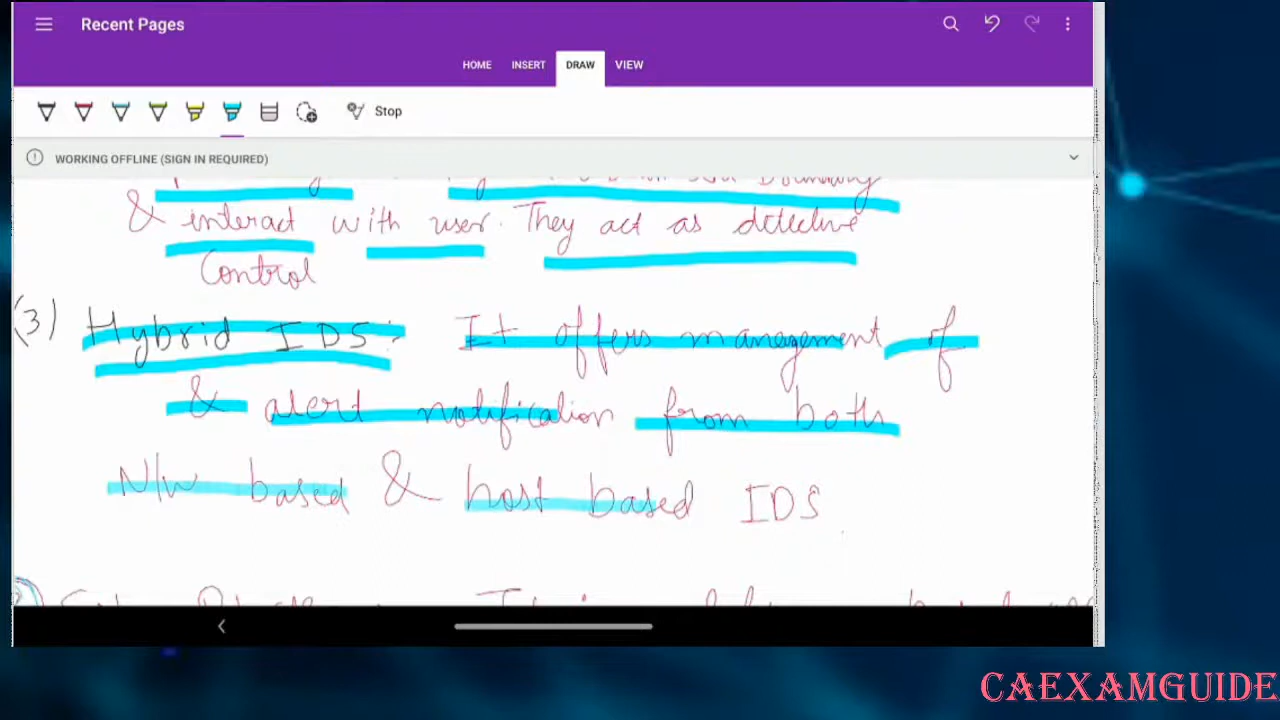 Recent Pages
HOME INSERT DRAW VIEW
Stop
WORKING OFFLINE (SIGN IN REQUIRED)
boundary
& interact with user. They act as detective
Control
(3) Hybrid IDS: It offers management of
& alert notification from both
N/W based & host based IDS
CAEXAMGUIDE